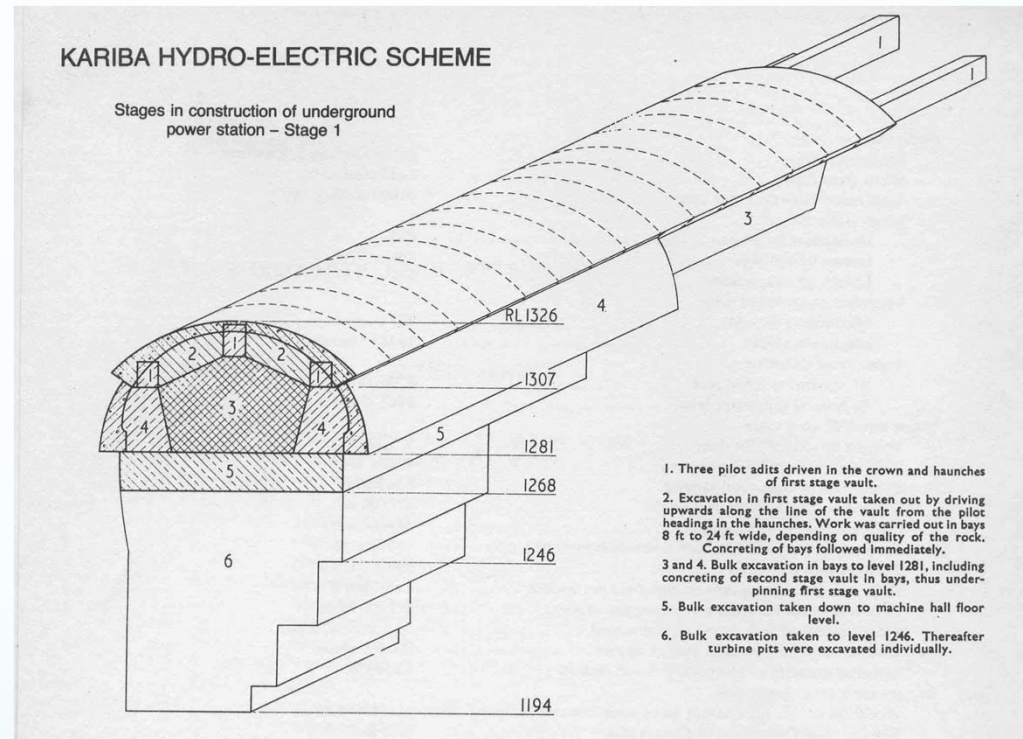 KARIBA HYDRO-ELECTRIC SCHEME
Stages in construction of underground
power station – Stage 1
1
1
3
4
RL 1326
1
2
2
1
1
1307
3
4
4
5
1281
5
1268
6
1246
1194
1. Three pilot adits driven in the crown and haunches
of first stage vault.
2. Excavation in first stage vault taken out by driving
upwards along the line of the vault from the pilot
headings in the haunches. Work was carried out in bays
8 ft to 24 ft wide, depending on quality of the rock.
Concreting of bays followed immediately.
3 and 4. Bulk excavation in bays to level 1281, including
concreting of second stage vault in bays, thus under-
pinning first stage vault.
5. Bulk excavation taken down to machine hall floor
level.
6. Bulk excavation taken to level 1246. Thereafter
turbine pits were excavated individually.